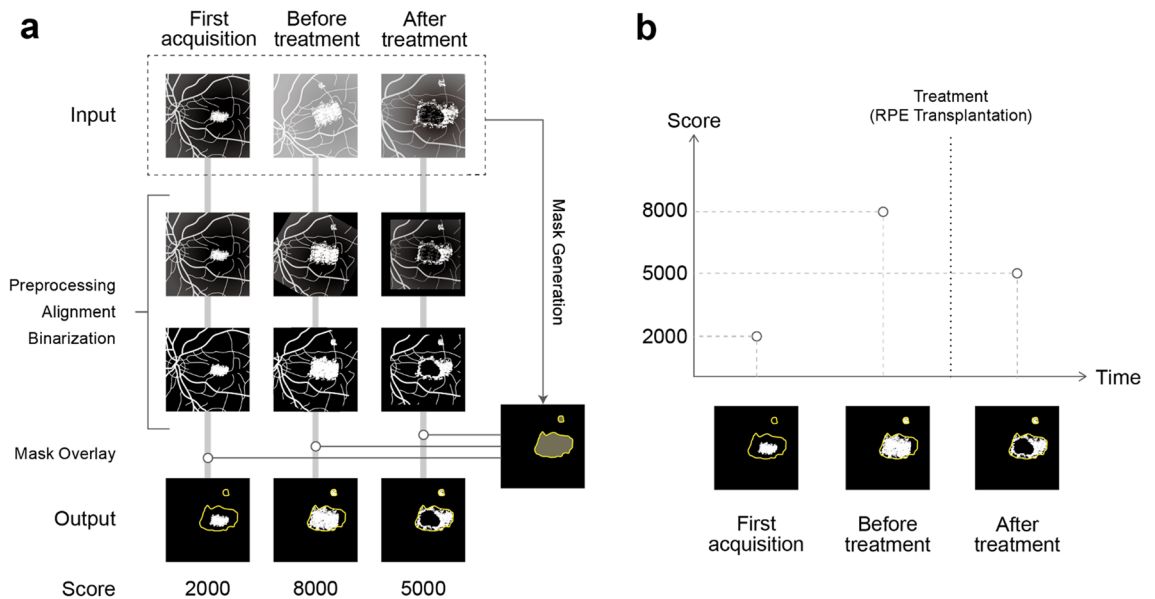 a
First
acquisition
Before
treatment
After
treatment
Input
Mask Generation
Preprocessing
Alignment
Binarization
Mask Overlay
Output
Score
2000
8000
5000
b
Treatment
(RPE Transplantation)
Score
8000
5000
2000
Time
First
acquisition
Before
treatment
After
treatment